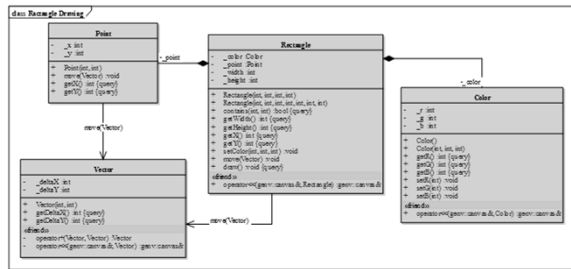 class Rectangle Drawing
Point
- _x : int
- _y : int
+ Point(int, int)
+ move(Vector) : void
+ getX() : int {query}
+ getY() : int {query}
- _point
Rectangle
- _color : Color
- _point : Point
- _width : int
- _height : int
+ Rectangle(int, int, int, int)
+ Rectangle(int, int, int, int, int, int, int)
+ contains(int, int) : bool {query}
+ getWidth() : int {query}
+ getHeight() : int {query}
+ getX() : int {query}
+ getY() : int {query}
+ setColor(int, int, int) : void
+ move(Vector) : void
+ draw() : void {query}
«friend»
+ operator<<(genv::canvas&, Rectangle) : genv::canvas&
- _color
Color
- _r : int
- _g : int
- _b : int
+ Color()
+ Color(int, int, int)
+ getR() : int {query}
+ getG() : int {query}
+ getB() : int {query}
+ setR(int) : void
+ setG(int) : void
+ setB(int) : void
«friend»
+ operator<<(genv::canvas&, Color) : genv::canvas&
move(Vector)
Vector
- _deltaX : int
- _deltaY : int
+ Vector(int, int)
+ getDeltaX() : int {query}
+ getDeltaY() : int {query}
«friend»
- operator+(Vector, Vector) : Vector
- operator<<(genv::canvas&, Vector) : genv::canvas&
move(Vector)